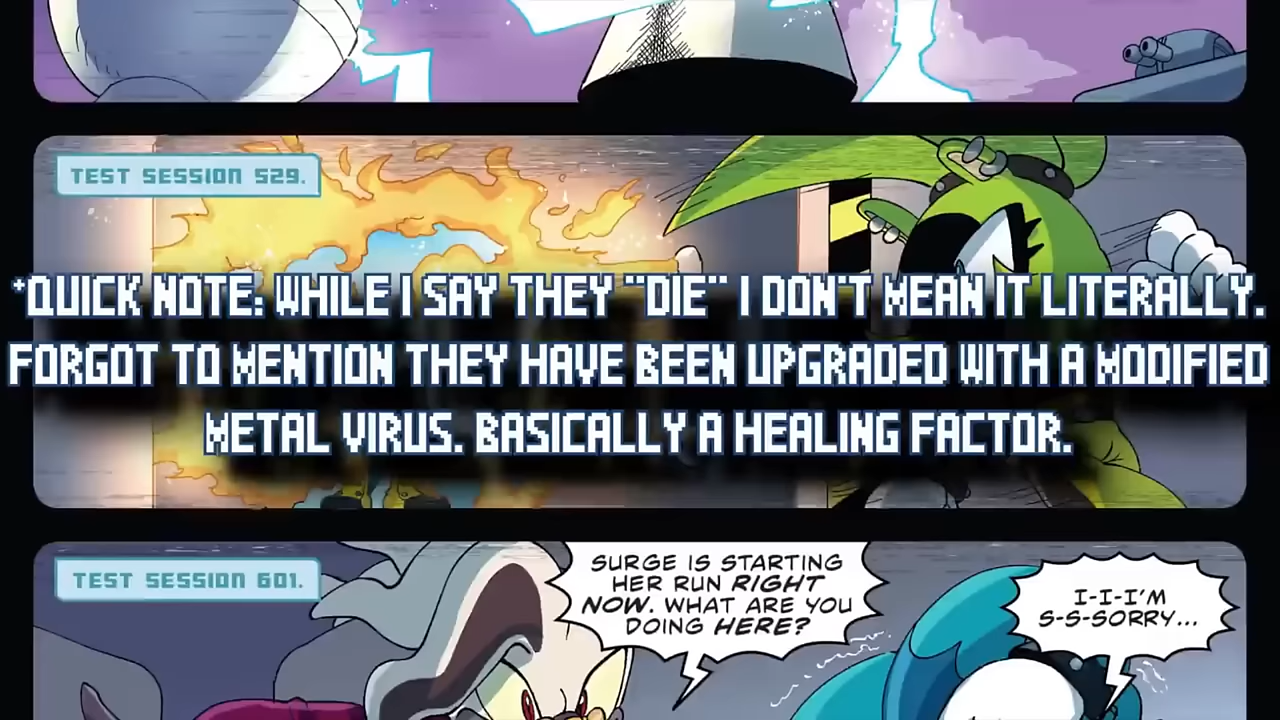 TEST SESSION 529.
*QUICK NOTE: WHILE I SAY THEY "DIE" I DON'T MEAN IT LITERALLY.
FORGOT TO MENTION THEY HAVE BEEN UPGRADED WITH A MODIFIED
METAL VIRUS. BASICALLY A HEALING FACTOR.
TEST SESSION 601.
SURGE IS STARTING
HER RUN RIGHT
NOW. WHAT ARE YOU
DOING HERE?
I-I-I'M
S-S-SORRY...